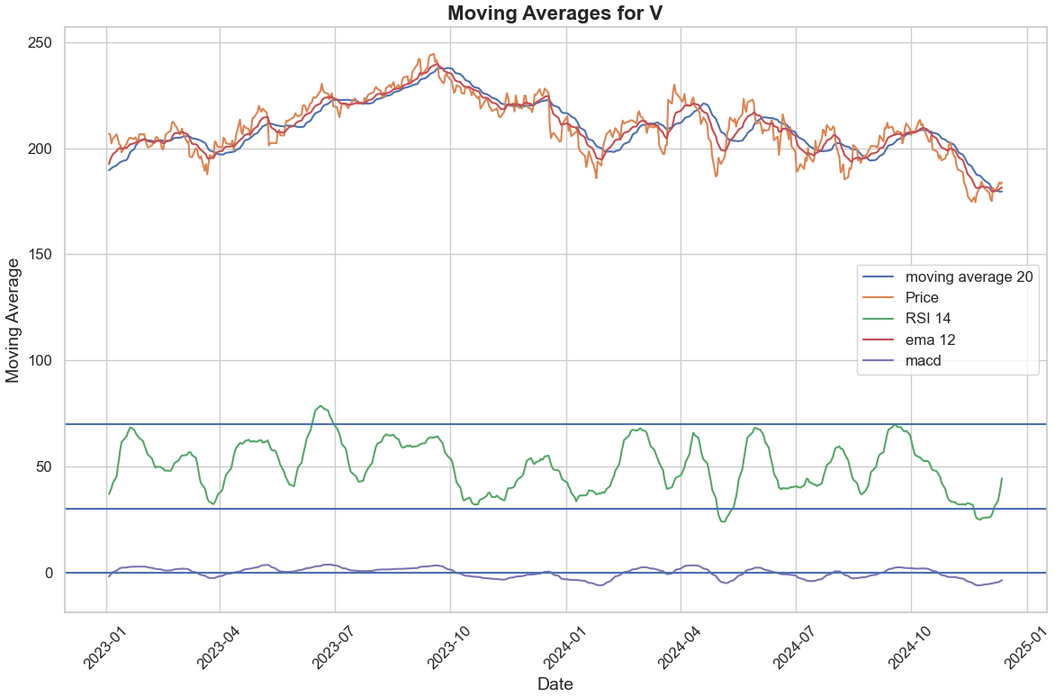 Moving Averages for V
250
200
150
100
50
0
Moving Average
moving average 20
Price
RSI 14
ema 12
macd
2023-01
2023-04
2023-07
2023-10
2024-01
2024-04
2024-07
2024-10
2025-01
Date